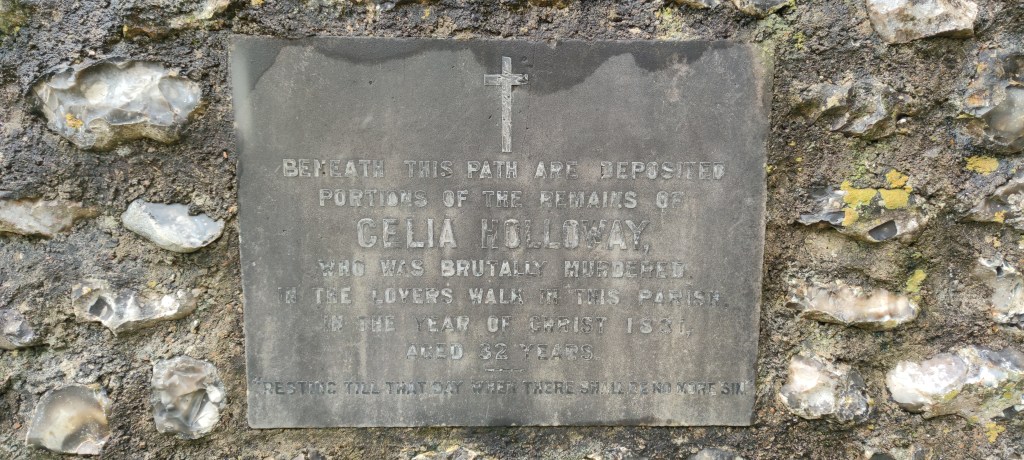 BENEATH THIS PATH ARE DEPOSITED
PORTIONS OF THE REMAINS OF
CELIA HOLLOWAY,
WHO WAS BRUTALLY MURDERED
IN THE LOVERS WALK IN THIS PARISH.
IN THE YEAR OF CHRIST 1831,
AGED 32 YEARS
"RESTING TILL THAT DAY WHEN THERE SHALL BE NO MORE SIN"